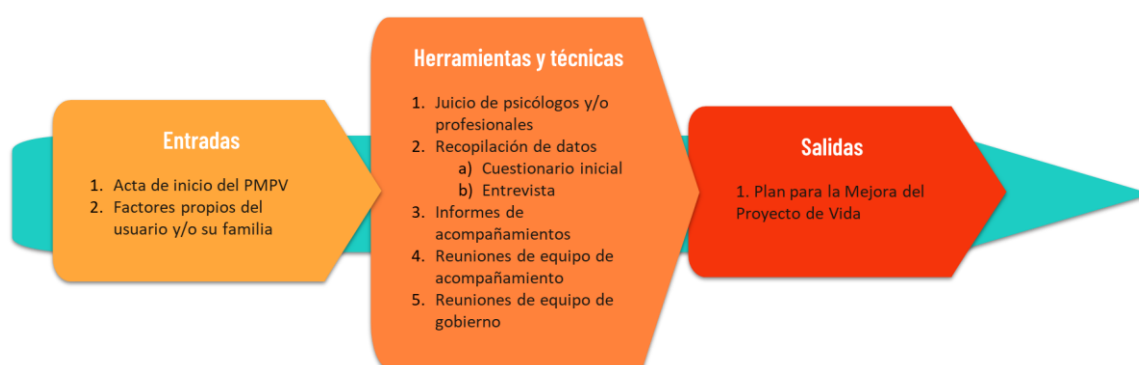 Entradas
1. Acta de inicio del PMPV
2. Factores propios del
usuario y/o su familia
Herramientas y técnicas
1. Juicio de psicólogos y/o
profesionales
2. Recopilación de datos
a) Cuestionario inicial
b) Entrevista
3. Informes de
acompañamientos
4. Reuniones de equipo de
acompañamiento
5. Reuniones de equipo de
gobierno
Salidas
1. Plan para la Mejora del
Proyecto de Vida